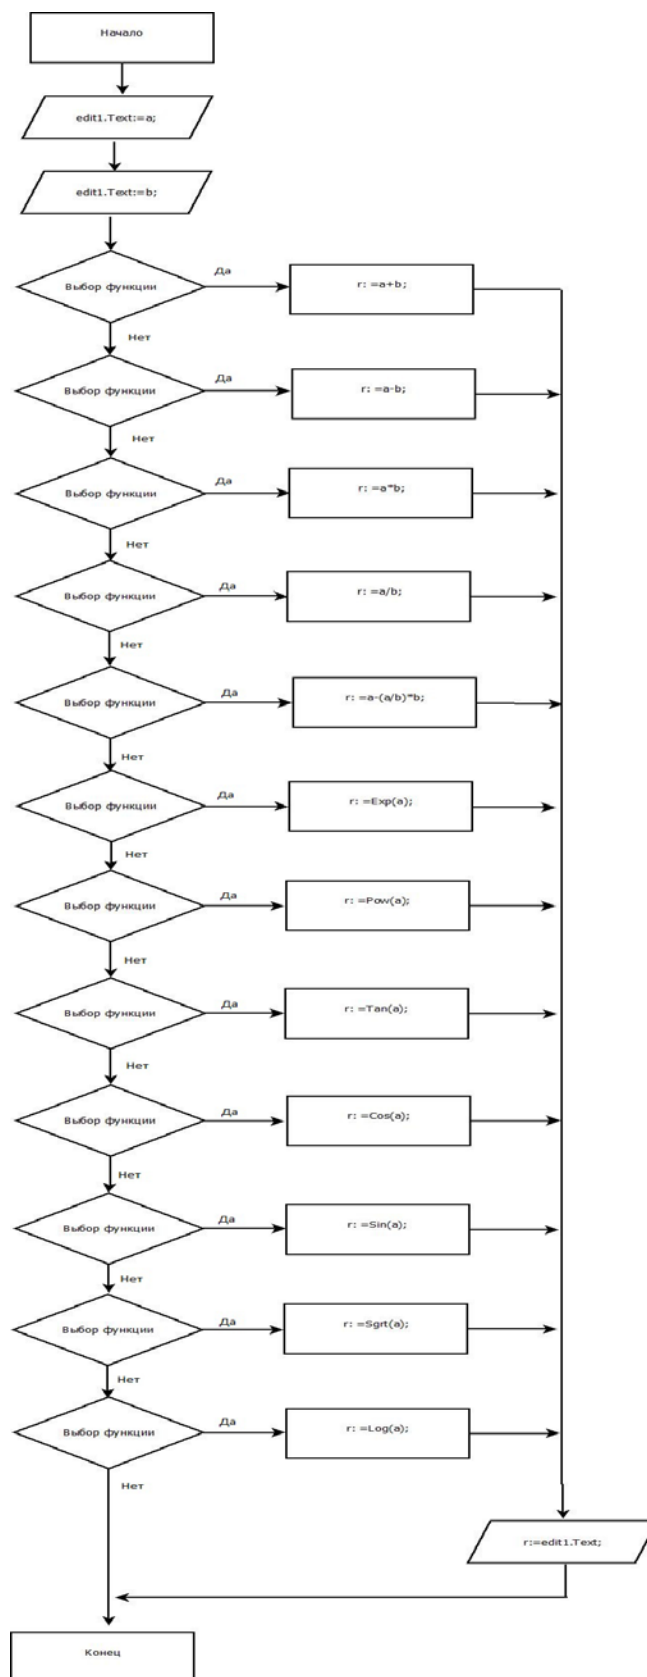 Начало
edit1.Text:=a;
edit1.Text:=b;
Выбор функции
Да
r: =a+b;
Нет
Выбор функции
Да
r: =a-b;
Нет
Выбор функции
Да
r: =a*b;
Нет
Выбор функции
Да
r: =a/b;
Нет
Выбор функции
Да
r: =a-(a/b)*b;
Нет
Выбор функции
Да
r: =Exp(a);
Нет
Выбор функции
Да
r: =Pow(a);
Нет
Выбор функции
Да
r: =Tan(a);
Нет
Выбор функции
Да
r: =Cos(a);
Нет
Выбор функции
Да
r: =Sin(a);
Нет
Выбор функции
Да
r: =Sgrt(a);
Нет
Выбор функции
Да
r: =Log(a);
Нет
r:=edit1.Text;
Конец